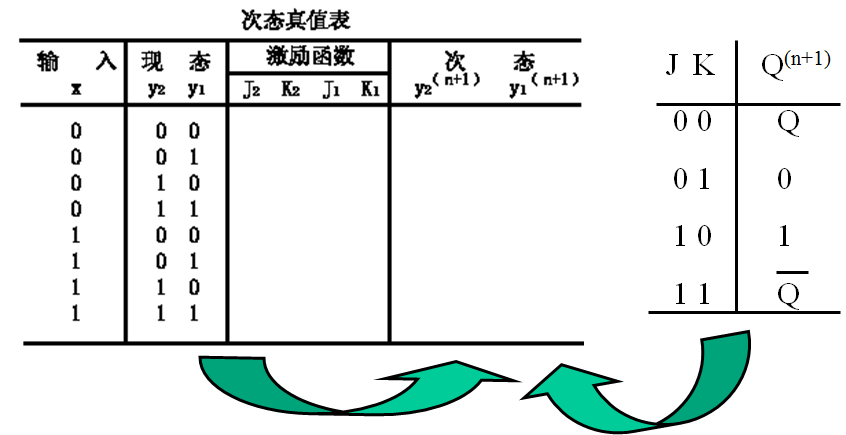 次态真值表
输 入 现 态 激励函数 次 态
x y₂ y₁ J₂ K₂ J₁ K₁ y₂⁽ⁿ⁺¹⁾ y₁⁽ⁿ⁺¹⁾
0 0 0
0 0 1
0 1 0
0 1 1
1 0 0
1 0 1
1 1 0
1 1 1
J K Q⁽ⁿ⁺¹⁾
0 0 Q
0 1 0
1 0 1
1 1 Q̅